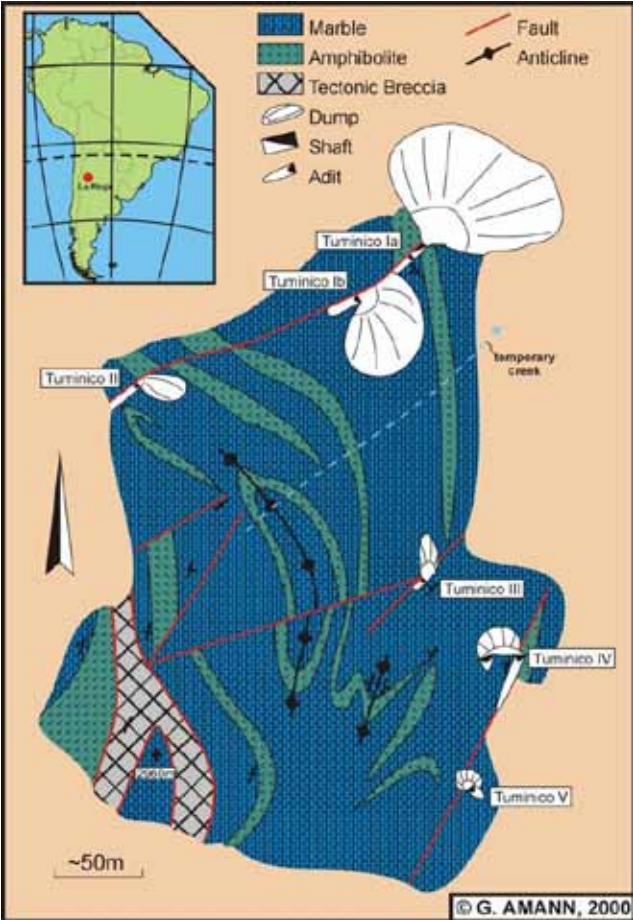 Marble
Amphibolite
Tectonic Breccia
Dump
Shaft
Adit
Fault
Anticline
La Rioja
Tuminico Ia
Tuminico Ib
Tuminico II
temporary
creek
Tuminico III
Tuminico IV
Tuminico V
~50m
© G. AMANN, 2000